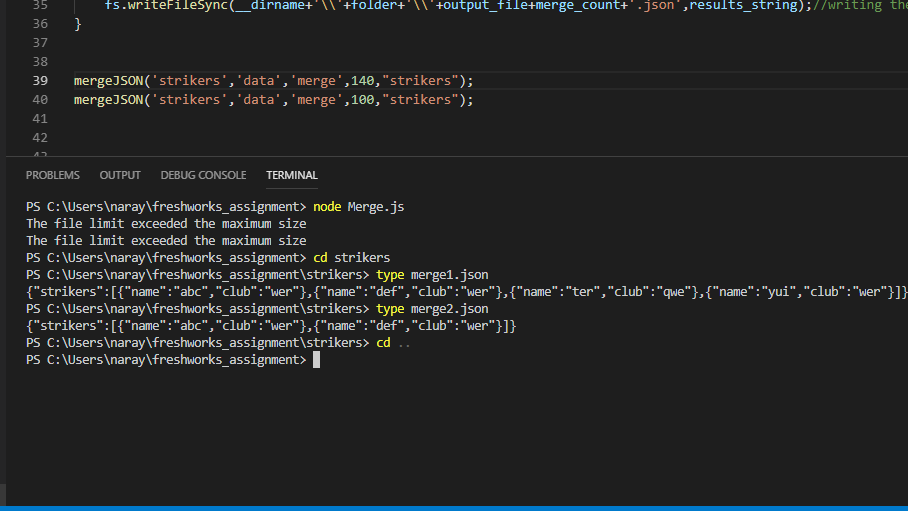 35 fs.writeFileSync(__dirname+'\\'+folder+'\\'+output_file+merge_count+'.json',results_string);//writing the
36 }
37
38
39 mergeJSON('strikers','data','merge',140,"strikers");
40 mergeJSON('strikers','data','merge',100,"strikers");
41
42
43
PROBLEMS OUTPUT DEBUG CONSOLE TERMINAL
PS C:\Users\naray\freshworks_assignment> node Merge.js
The file limit exceeded the maximum size
The file limit exceeded the maximum size
PS C:\Users\naray\freshworks_assignment> cd strikers
PS C:\Users\naray\freshworks_assignment\strikers> type merge1.json
{"strikers":[{"name":"abc","club":"wer"},{"name":"def","club":"wer"},{"name":"ter","club":"qwe"},{"name":"yui","club":"wer"}]}
PS C:\Users\naray\freshworks_assignment\strikers> type merge2.json
{"strikers":[{"name":"abc","club":"wer"},{"name":"def","club":"wer"}]}
PS C:\Users\naray\freshworks_assignment\strikers> cd ..
PS C:\Users\naray\freshworks_assignment>